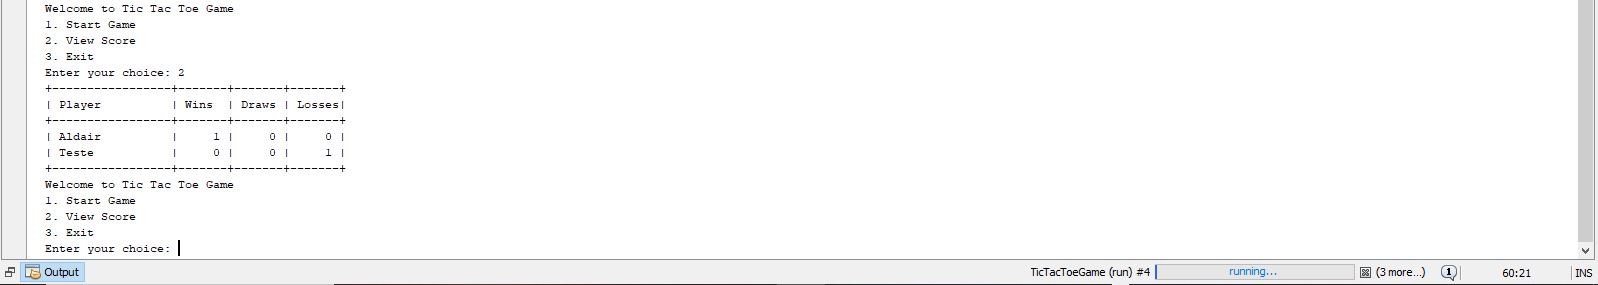 Welcome to Tic Tac Toe Game
1. Start Game
2. View Score
3. Exit
Enter your choice: 2
+-----------------+-------+-------+-------+
| Player          | Wins  | Draws | Losses|
+-----------------+-------+-------+-------+
| Aldair          |     1 |     0 |     0 |
| Teste           |     0 |     0 |     1 |
+-----------------+-------+-------+-------+
Welcome to Tic Tac Toe Game
1. Start Game
2. View Score
3. Exit
Enter your choice:
Output TicTacToeGame (run) #4 running... (3 more...) 1 60:21 INS